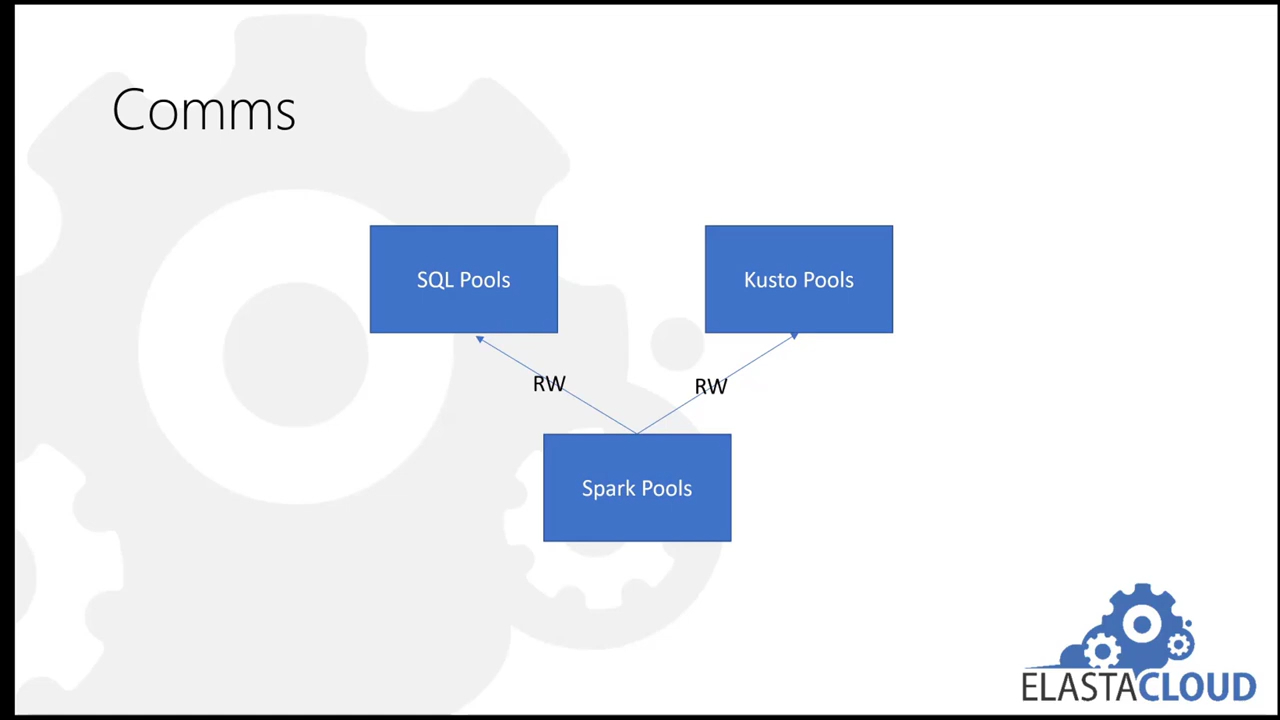 Comms
SQL Pools
Kusto Pools
RW
RW
Spark Pools
ELASTACLOUD